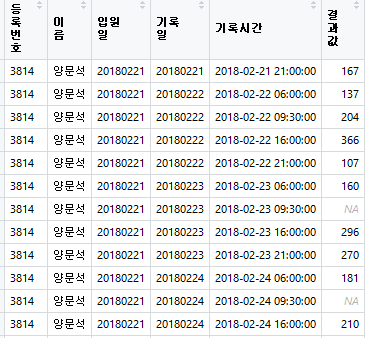 등록번호 이름 입원일 기록일 기록시간 결과값
3814 양문석 20180221 20180221 2018-02-21 21:00:00 167
3814 양문석 20180221 20180222 2018-02-22 06:00:00 137
3814 양문석 20180221 20180222 2018-02-22 09:30:00 204
3814 양문석 20180221 20180222 2018-02-22 16:00:00 366
3814 양문석 20180221 20180222 2018-02-22 21:00:00 107
3814 양문석 20180221 20180223 2018-02-23 06:00:00 160
3814 양문석 20180221 20180223 2018-02-23 09:30:00 NA
3814 양문석 20180221 20180223 2018-02-23 16:00:00 296
3814 양문석 20180221 20180223 2018-02-23 21:00:00 270
3814 양문석 20180221 20180224 2018-02-24 06:00:00 181
3814 양문석 20180221 20180224 2018-02-24 09:30:00 NA
3814 양문석 20180221 20180224 2018-02-24 16:00:00 210